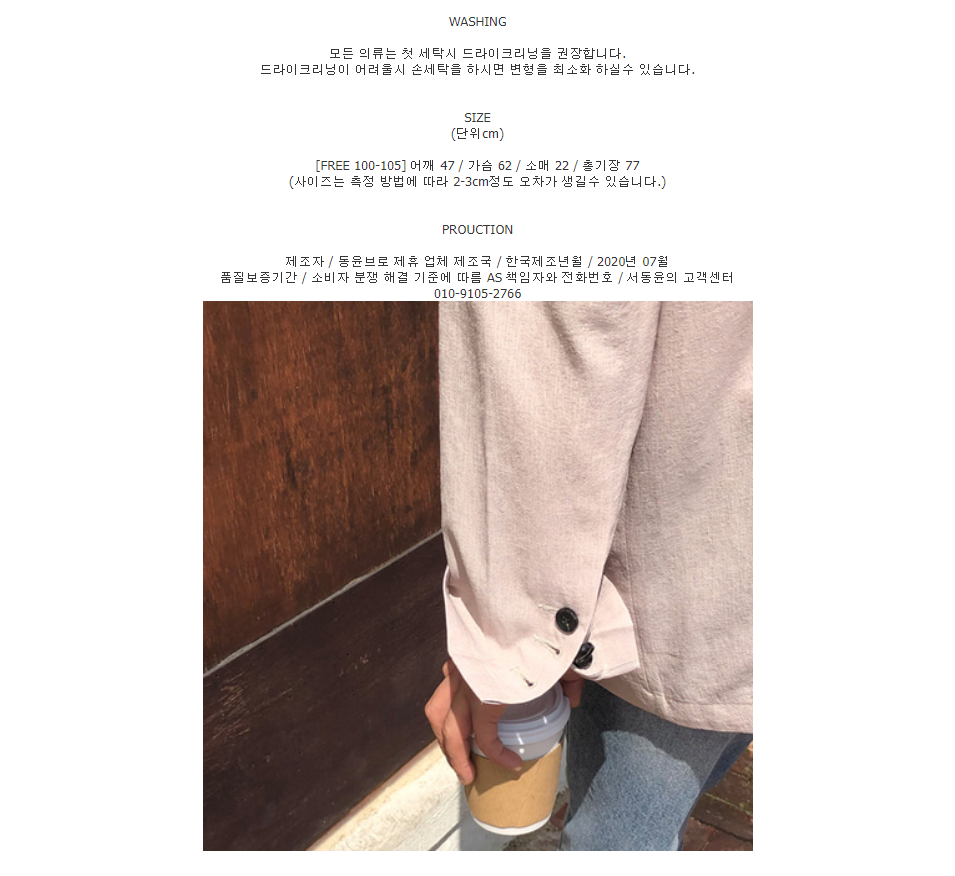 WASHING
모든 의류는 첫 세탁시 드라이크리닝을 권장합니다.
드라이크리닝이 어려울시 손세탁을 하시면 변형을 최소화 하실수 있습니다.
SIZE
(단위cm)
[FREE 100-105] 어깨 47 / 가슴 62 / 소매 22 / 총기장 77
(사이즈는 측정 방법에 따라 2-3cm정도 오차가 생길수 있습니다.)
PROUCTION
제조자 / 동윤브로 제휴 업체 제조국 / 한국제조년월 / 2020년 07월
품질보증기간 / 소비자 분쟁 해결 기준에 따름 AS 책임자와 전화번호 / 서동윤의 고객센터
010-9105-2766